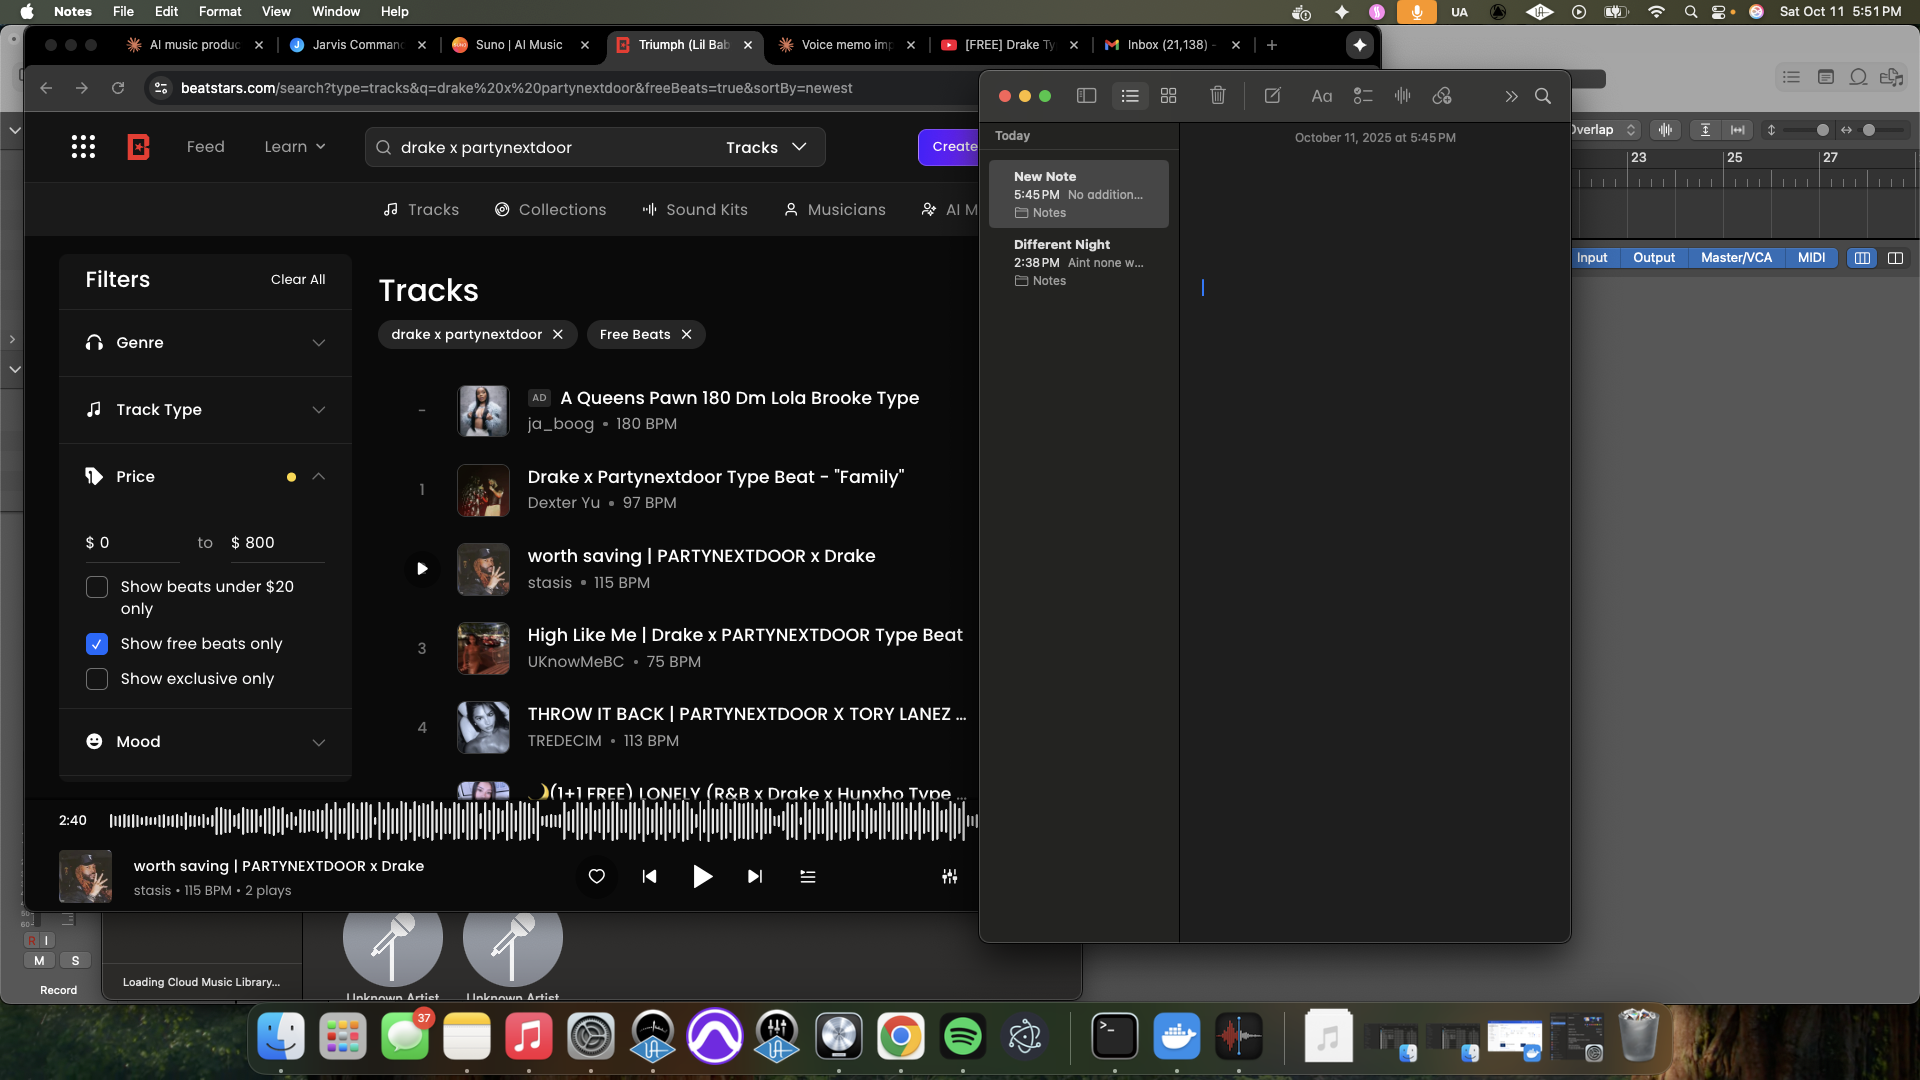 Notes File Edit Format View Window Help
UA
Sat Oct 11 5:51 PM
AI music produc
Jarvis Comman
Suno | AI Music
Triumph (Lil Bab
Voice memo imp
[FREE] Drake Ty
Inbox (21,138) -
beatstars.com/search?type=tracks&q=drake%20x%20partynextdoor&freeBeats=true&sortBy=newest
Feed
Learn
drake x partynextdoor
Tracks
Create
Tracks
Collections
Sound Kits
Musicians
AI M
Filters
Clear All
Genre
Track Type
Price
$ 0
to
$ 800
Show beats under $20
only
Show free beats only
Show exclusive only
Mood
Tracks
drake x partynextdoor
Free Beats
-
AD A Queens Pawn 180 Dm Lola Brooke Type
ja_boog • 180 BPM
1
Drake x Partynextdoor Type Beat - "Family"
Dexter Yu • 97 BPM
worth saving | PARTYNEXTDOOR x Drake
stasis • 115 BPM
3
High Like Me | Drake x PARTYNEXTDOOR Type Beat
UKnowMeBC • 75 BPM
4
THROW IT BACK | PARTYNEXTDOOR X TORY LANEZ ...
TREDECIM • 113 BPM
🌙(1+1 FREE) LONELY (R&B x Drake x Hunxho Type ...
2:40
worth saving | PARTYNEXTDOOR x Drake
stasis • 115 BPM • 2 plays
Aa
Today
New Note
5:45 PM No addition...
Notes
Different Night
2:38 PM Aint none w...
Notes
October 11, 2025 at 5:45 PM
Overlap
23
25
27
Input
Output
Master/VCA
MIDI
R I
M S
Record
Loading Cloud Music Library...
Unknown Artist
Unknown Artist
37